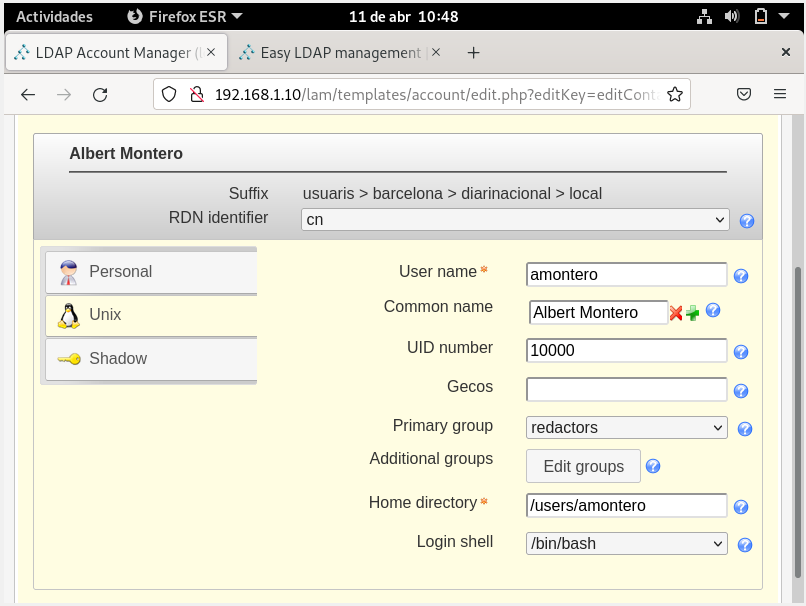 Actividades Firefox ESR 11 de abr 10:48
LDAP Account Manager ( × Easy LDAP management × +
192.168.1.10/lam/templates/account/edit.php?editKey=editCont
Albert Montero
Suffix usuaris > barcelona > diarinacional > local
RDN identifier cn
Personal
Unix
Shadow
User name* amontero
Common name Albert Montero
UID number 10000
Gecos
Primary group redactors
Additional groups Edit groups
Home directory* /users/amontero
Login shell /bin/bash